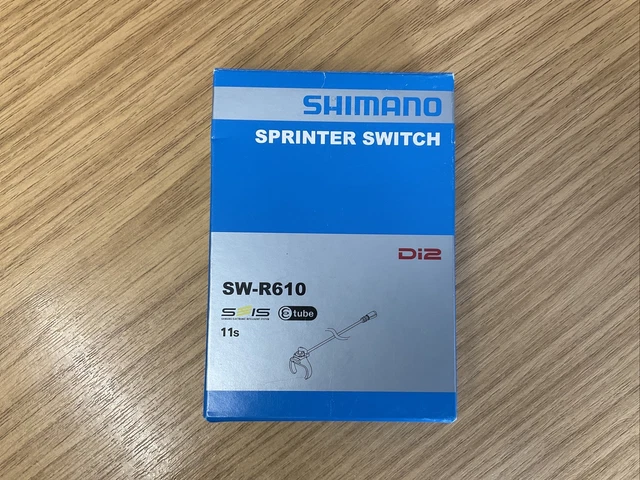 SHIMANO
SPRINTER SWITCH
Di2
SW-R610
SEIS
e tube
11s